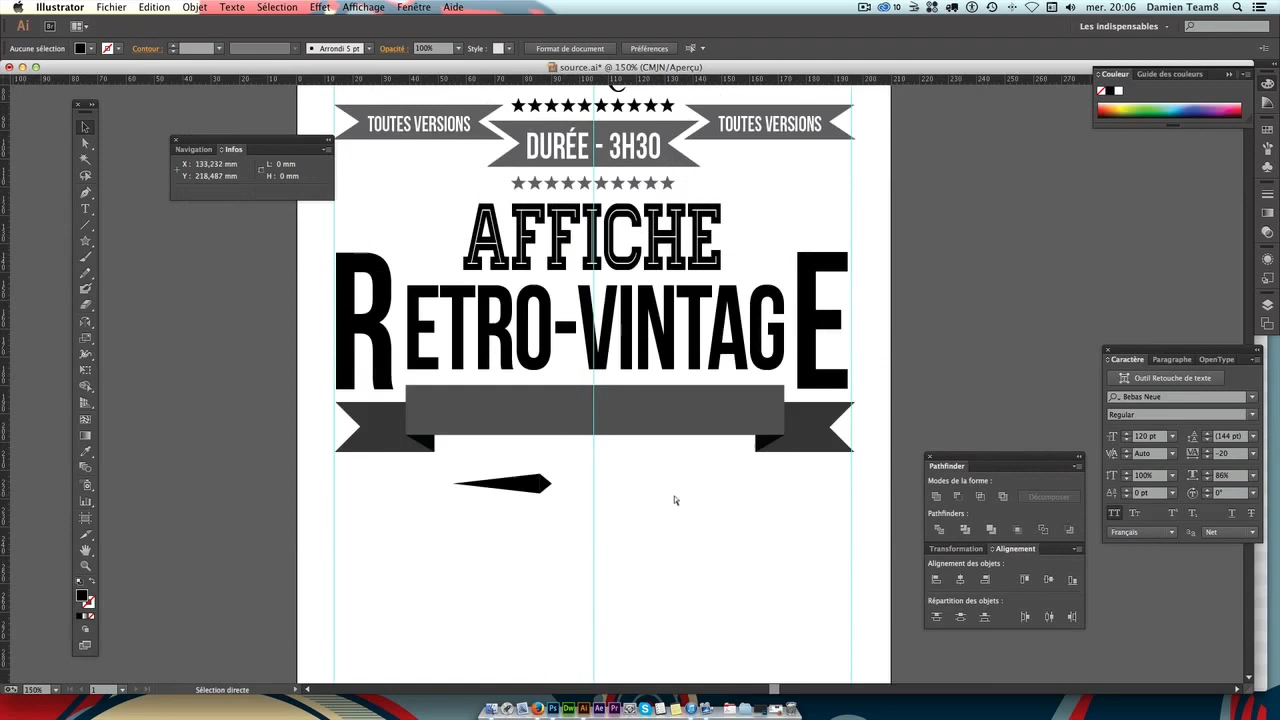 Illustrator Fichier Edition Objet Texte Sélection Effet Affichage Fenêtre Aide
10 mer. 20:06 Damien Team8
Ai Br Les Indispensables
Aucune sélection Contour : Arrondi 5 pt Opacité : 100% Style : Format de document Préférences
source.ai* @ 150% (CMJN/Aperçu)
Couleur Guide des couleurs
TOUTES VERSIONS
DURÉE - 3H30
TOUTES VERSIONS
Navigation Infos
X : 133,232 mm
Y : 218,487 mm
L: 0 mm
H : 0 mm
AFFICHE
RETRO-VINTAGE
Caractère Paragraphe OpenType
Outil Retouche de texte
Bebas Neue
Regular
120 pt (144 pt)
Auto -20
100% 86%
0 pt 0°
Français Net
Pathfinder
Modes de la forme :
Décomposer
Pathfinders :
Transformation Alignement
Alignement des objets :
Répartition des objets :
150% 1 Sélection directe